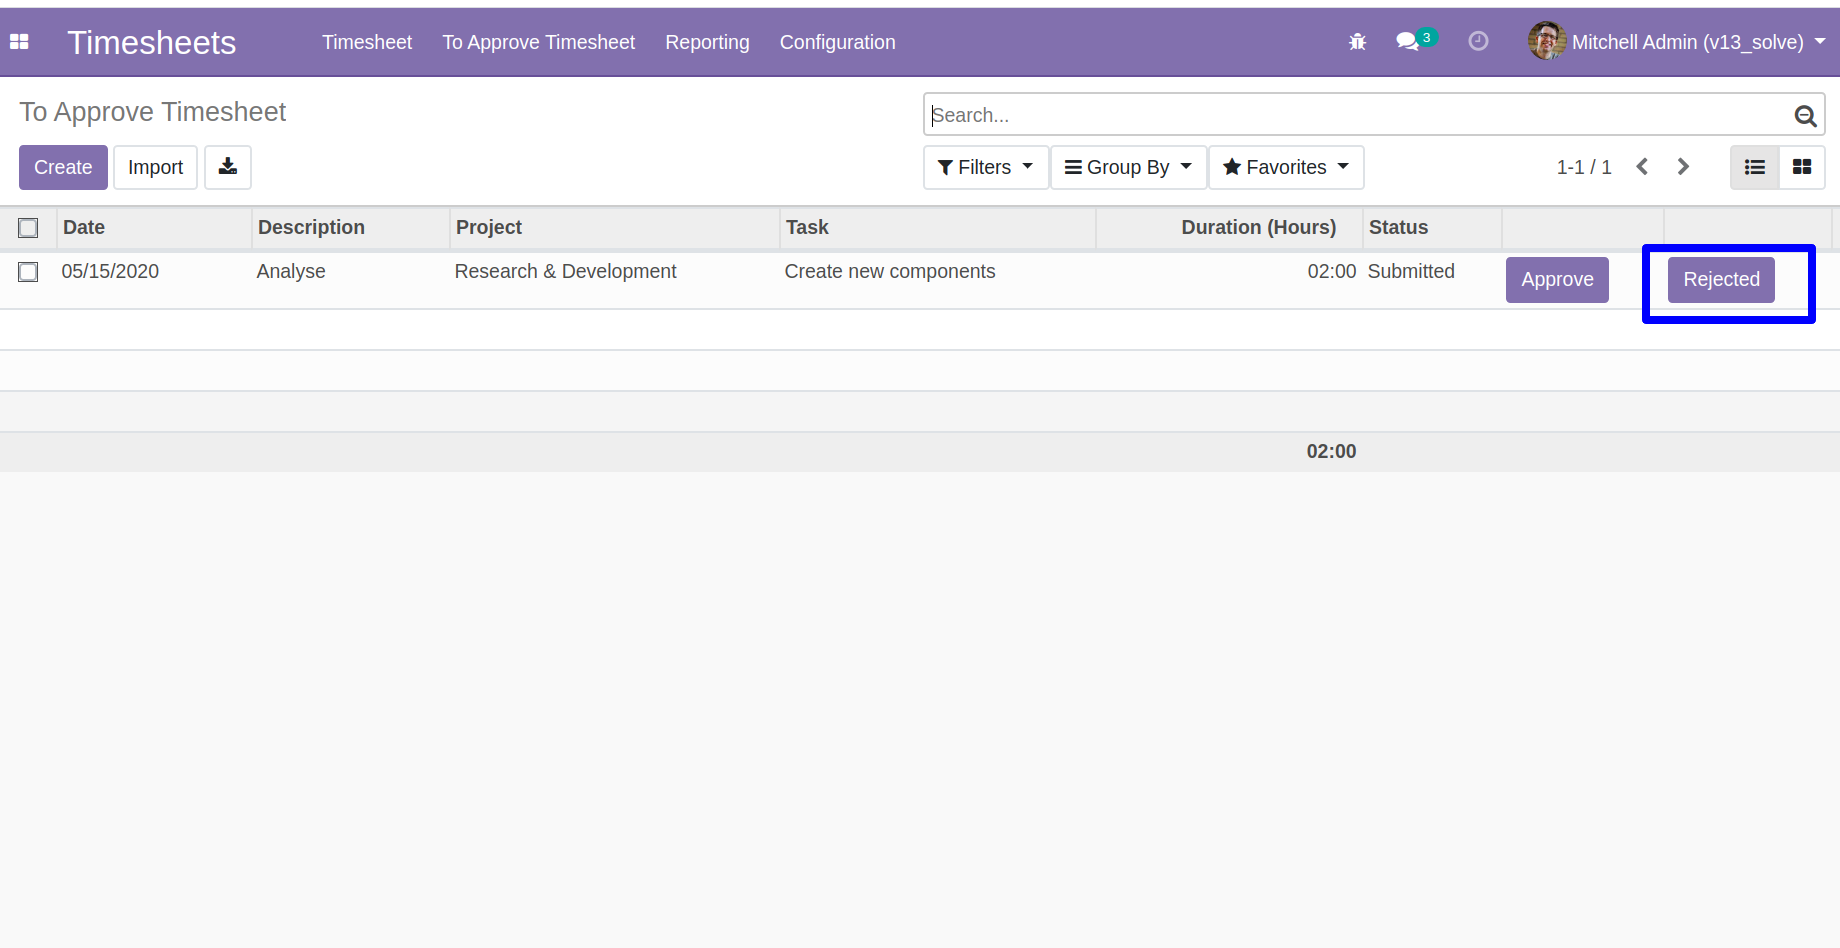 Timesheets Timesheet To Approve Timesheet Reporting Configuration 3 Mitchell Admin (v13_solve)
To Approve Timesheet Search...
Create Import Filters Group By Favorites 1-1 / 1
Date Description Project Task Duration (Hours) Status
05/15/2020 Analyse Research & Development Create new components 02:00 Submitted Approve Rejected
02:00